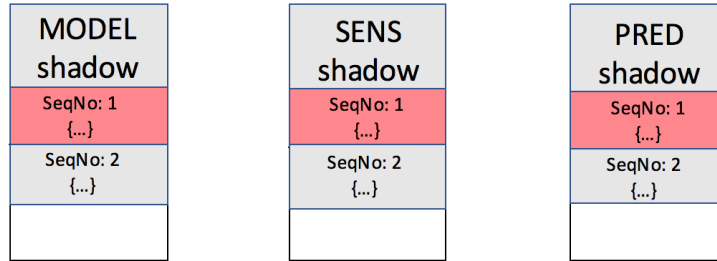 MODEL
shadow
SeqNo: 1
{...}
SeqNo: 2
{...}
SENS
shadow
SeqNo: 1
{...}
SeqNo: 2
{...}
PRED
shadow
SeqNo: 1
{...}
SeqNo: 2
{...}